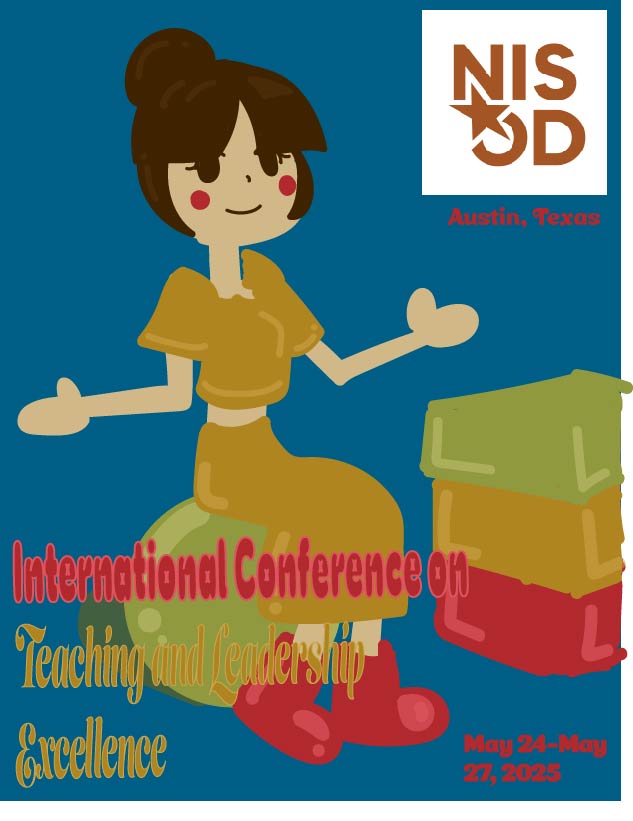 NIS
OD
Austin, Texas
International Conference on
Teaching and Leadership
Excellence
May 24-May
27, 2025